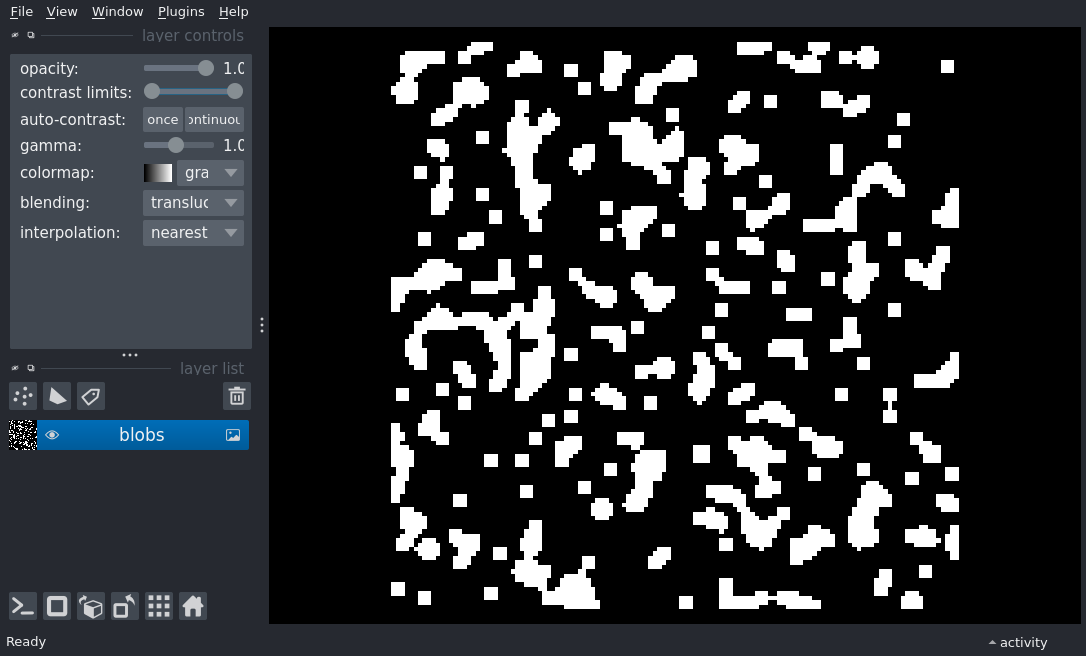 File View Window Plugins Help
layer controls
opacity: 1.0
contrast limits:
auto-contrast: once ontinuou
gamma: 1.0
colormap: gra
blending: transluc
interpolation: nearest
layer list
blobs
Ready activity